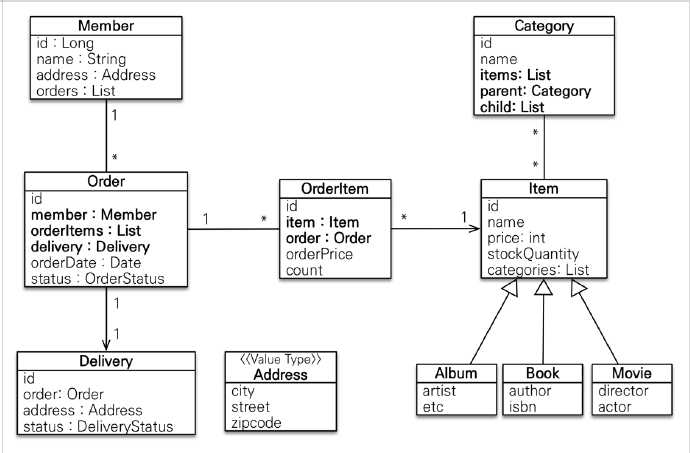 Member
id : Long
name : String
address : Address
orders : List
Category
id
name
items: List
parent: Category
child: List
1
*
*
*
Order
id
member : Member
orderItems : List
delivery : Delivery
orderDate : Date
status : OrderStatus
1
*
OrderItem
id
item : Item
order : Order
orderPrice
count
*
1
Item
id
name
price: int
stockQuantity
categories: List
1
1
Delivery
id
order: Order
address : Address
status : DeliveryStatus
《Value Type》
Address
city
street
zipcode
Album
artist
etc
Book
author
isbn
Movie
director
actor